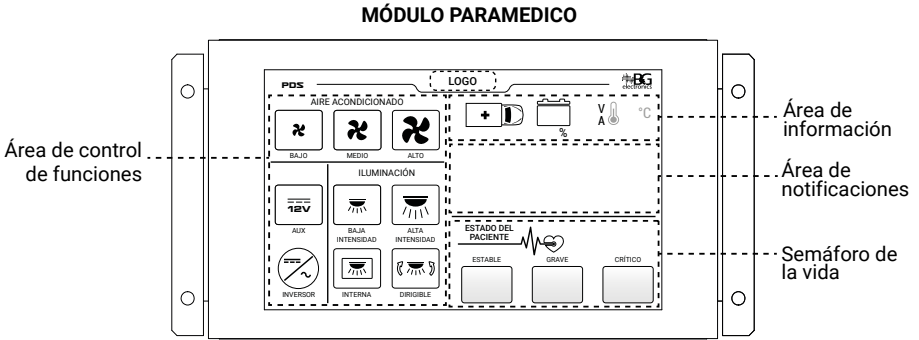 MÓDULO PARAMEDICO
LOGO
PDS
BG
electronics
AIRE ACONDICIONADO
BAJO
MEDIO
ALTO
V
A
°C
%
Área de
información
Área de control
de funciones
Área de
notificaciones
ILUMINACIÓN
12V
AUX
BAJA
INTENSIDAD
ALTA
INTENSIDAD
INVERSOR
INTERNA
DIRIGIBLE
ESTADO DEL
PACIENTE
ESTABLE
GRAVE
CRÍTICO
Semáforo de
la vida